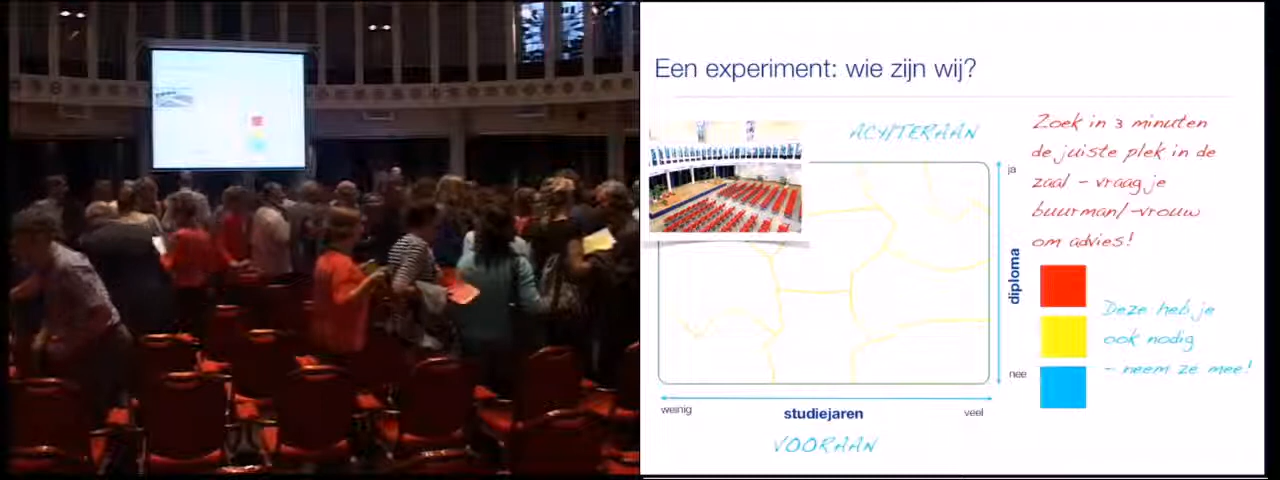 Een experiment: wie zijn wij?
ACHTERAAN
Zoek in 3 minuten
de juiste plek in de
zaal - vraag je
buurman/-vrouw
om advies!
ja
diploma
nee
Deze heb je
ook nodig
- neem ze mee!
weinig
studiejaren
veel
VOORAAN